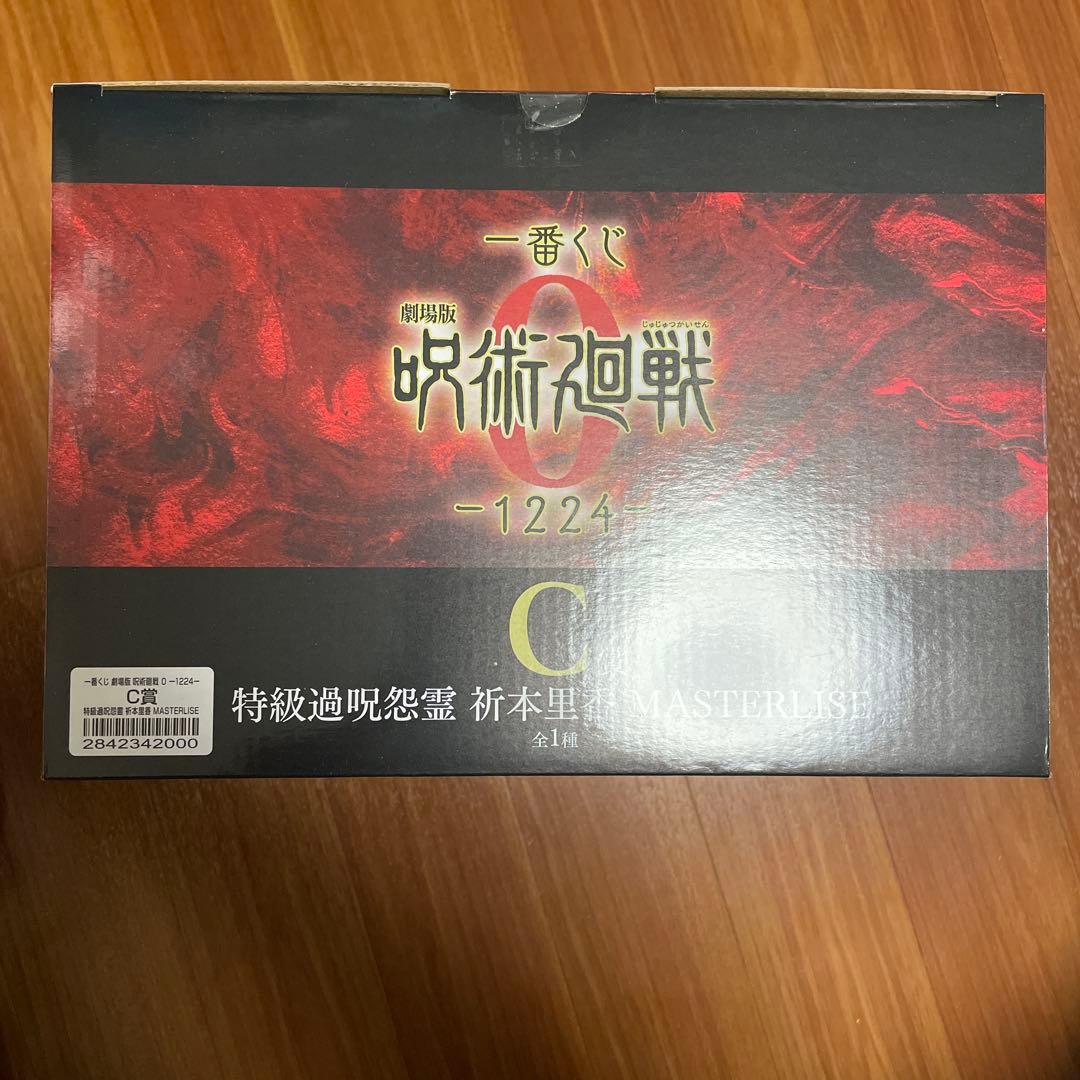 一番くじ
劇場版
じゅじゅつかいせん
呪術廻戦
0
-1224-
C
特級過呪怨霊 祈本里香 MASTERLISE
全1種
一番くじ 劇場版 呪術廻戦 0 -1224-
C賞
特級過呪怨霊 祈本里香 MASTERLISE
2842342000